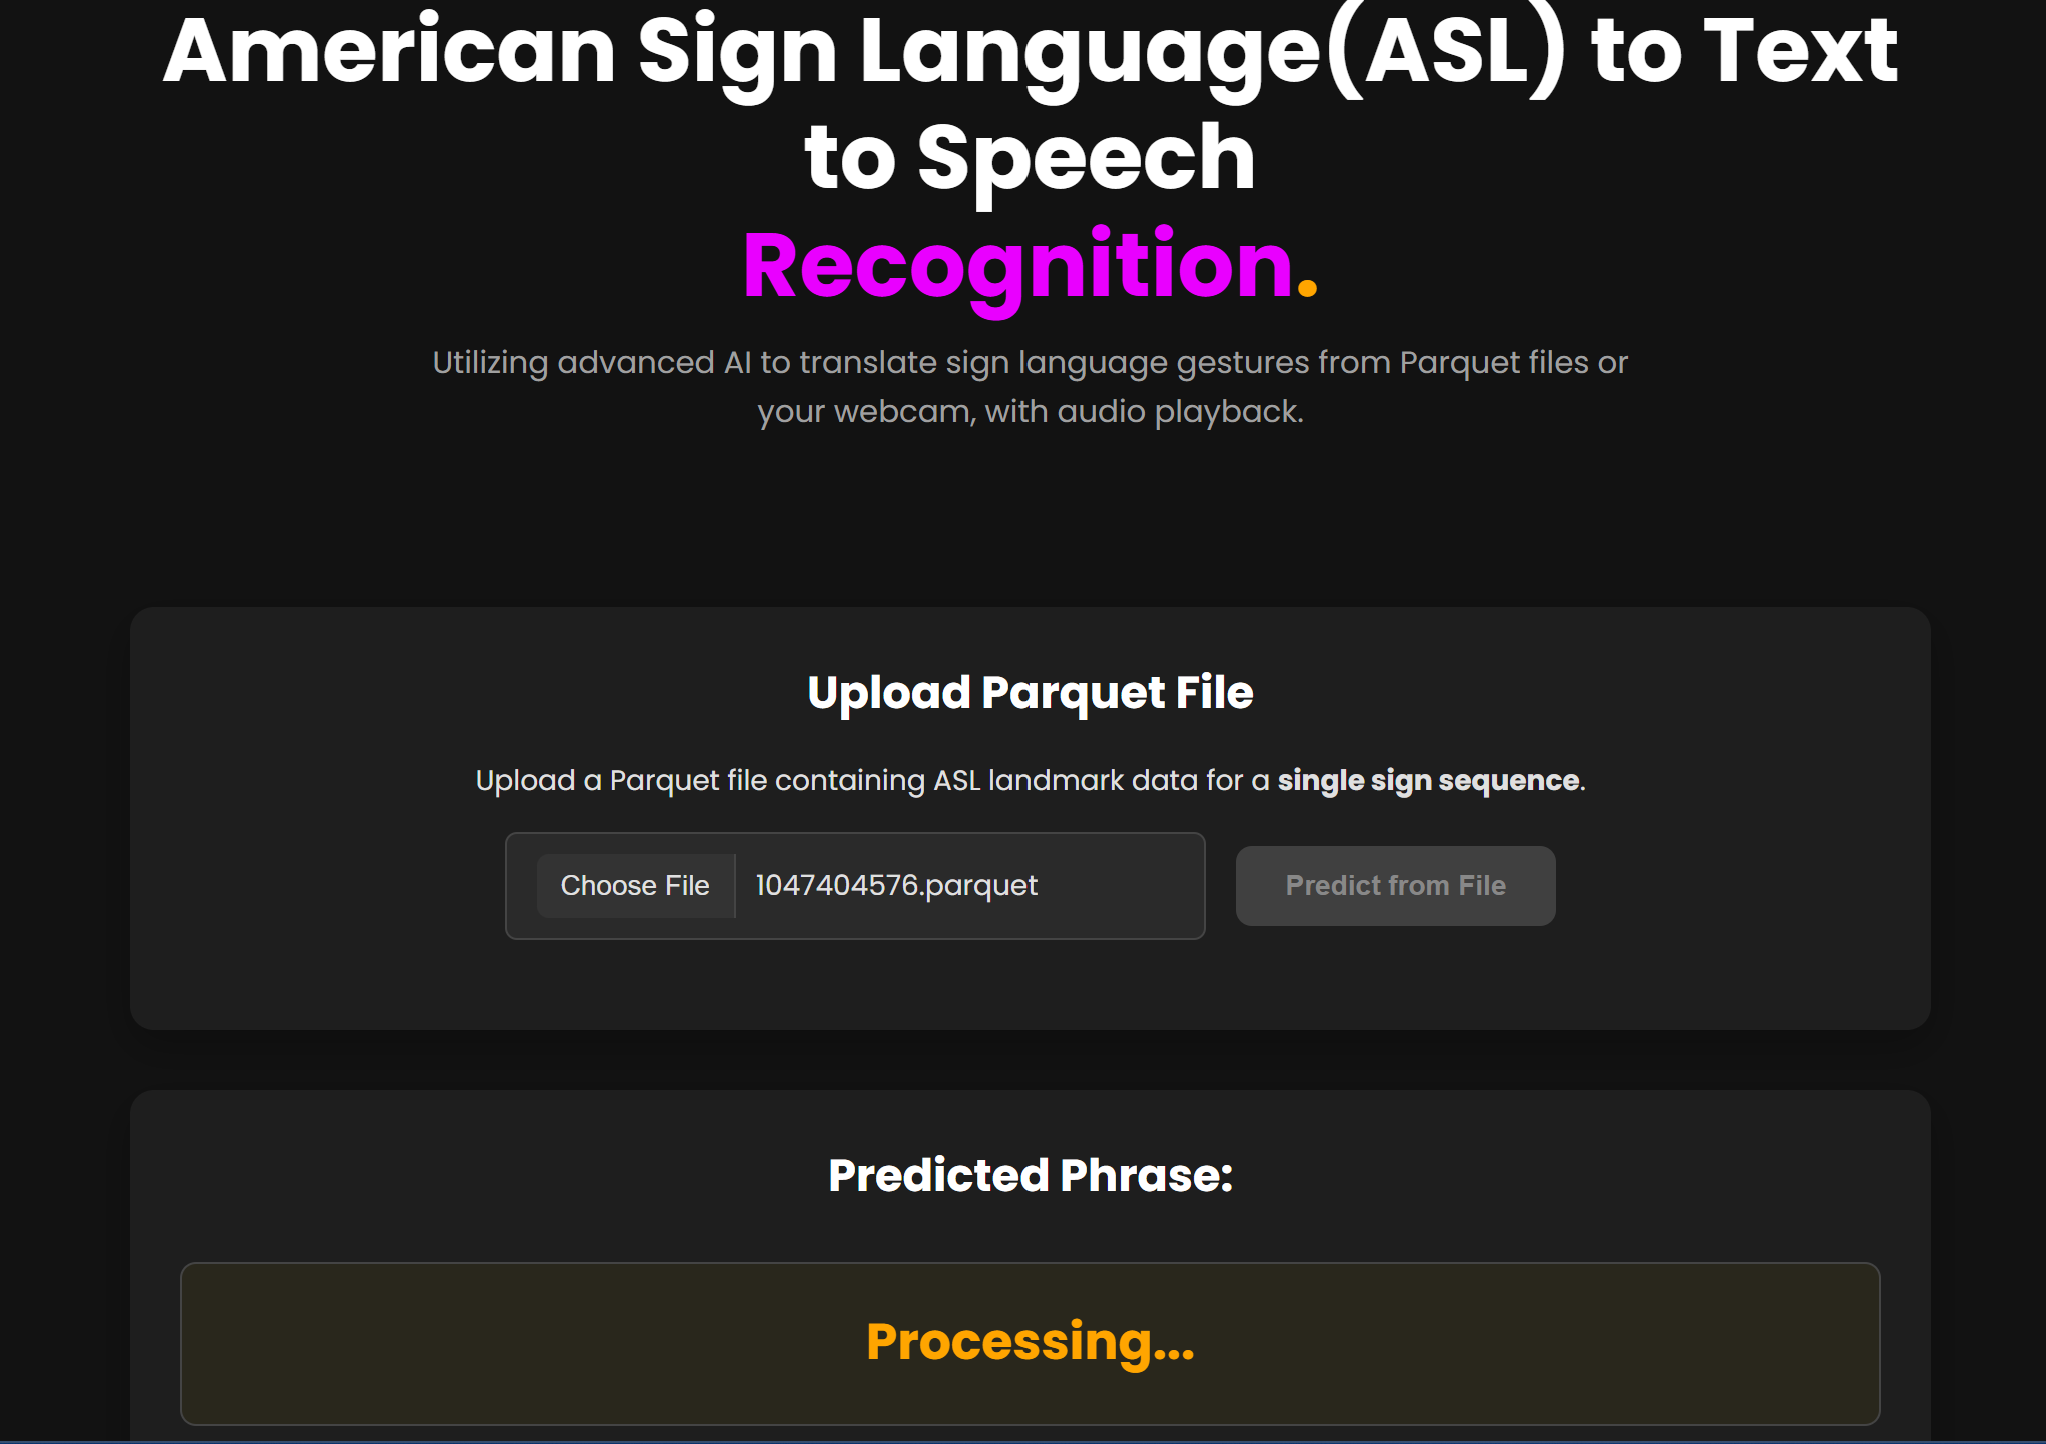 American Sign Language(ASL) to Text
to Speech
Recognition.
Utilizing advanced AI to translate sign language gestures from Parquet files or
your webcam, with audio playback.
Upload Parquet File
Upload a Parquet file containing ASL landmark data for a single sign sequence.
Choose File 1047404576.parquet Predict from File
Predicted Phrase:
Processing...